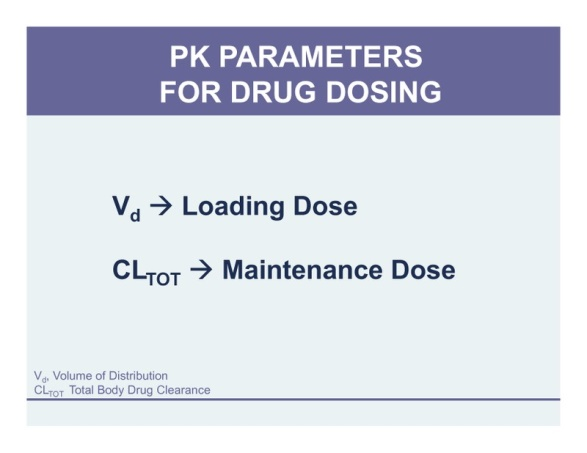 PK PARAMETERS
FOR DRUG DOSING
Vd → Loading Dose
CLTOT → Maintenance Dose
Vd, Volume of Distribution
CLTOT Total Body Drug Clearance